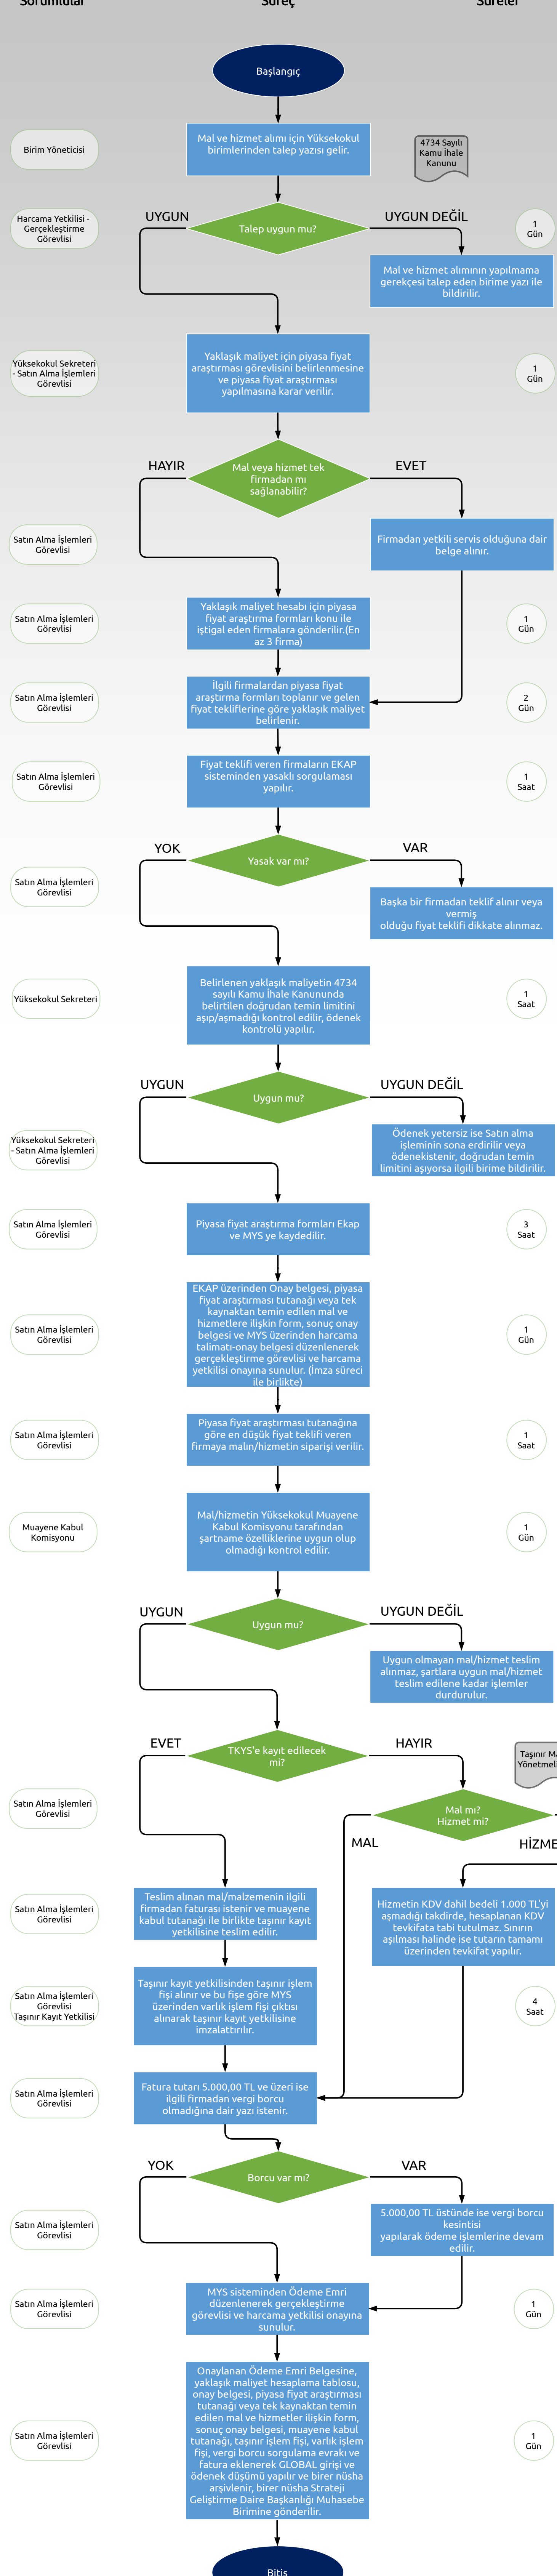 Sorumlular
Süreç
Süreler
Başlangıç
Birim Yöneticisi
Mal ve hizmet alımı için Yüksekokul
birimlerinden talep yazısı gelir.
4734 Sayılı
Kamu İhale
Kanunu
Harcama Yetkilisi -
Gerçekleştirme
Görevlisi
UYGUN
Talep uygun mu?
UYGUN DEĞİL
1
Gün
Mal ve hizmet alımının yapılmama
gerekçesi talep eden birime yazı ile
bildirilir.
Yüksekokul Sekreteri
- Satın Alma İşlemleri
Görevlisi
Yaklaşık maliyet için piyasa fiyat
araştırması görevlisini belirlenmesine
ve piyasa fiyat araştırması
yapılmasına karar verilir.
1
Gün
HAYIR
Mal veya hizmet tek
firmadan mı
sağlanabilir?
EVET
Satın Alma İşlemleri
Görevlisi
Firmadan yetkili servis olduğuna dair
belge alınır.
Satın Alma İşlemleri
Görevlisi
Yaklaşık maliyet hesabı için piyasa
fiyat araştırma formları konu ile
iştigal eden firmalara gönderilir.(En
az 3 firma)
1
Gün
Satın Alma İşlemleri
Görevlisi
İlgili firmalardan piyasa fiyat
araştırma formları toplanır ve gelen
fiyat tekliflerine göre yaklaşık maliyet
belirlenir.
2
Gün
Satın Alma İşlemleri
Görevlisi
Fiyat teklifi veren firmaların EKAP
sisteminden yasaklı sorgulaması
yapılır.
1
Saat
YOK
Yasak var mı?
VAR
Satın Alma İşlemleri
Görevlisi
Başka bir firmadan teklif alınır veya
vermiş
olduğu fiyat teklifi dikkate alınmaz.
Yüksekokul Sekreteri
Belirlenen yaklaşık maliyetin 4734
sayılı Kamu İhale Kanununda
belirtilen doğrudan temin limitini
aşıp/aşmadığı kontrol edilir, ödenek
kontrolü yapılır.
1
Saat
UYGUN
Uygun mu?
UYGUN DEĞİL
Yüksekokul Sekreteri
- Satın Alma İşlemleri
Görevlisi
Ödenek yetersiz ise Satın alma
işleminin sona erdirilir veya
ödenekistenir, doğrudan temin
limitini aşıyorsa ilgili birime bildirilir.
Satın Alma İşlemleri
Görevlisi
Piyasa fiyat araştırma formları Ekap
ve MYS ye kaydedilir.
3
Saat
Satın Alma İşlemleri
Görevlisi
EKAP üzerinden Onay belgesi, piyasa
fiyat araştırması tutanağı veya tek
kaynaktan temin edilen mal ve
hizmetlere ilişkin form, sonuç onay
belgesi ve MYS üzerinden harcama
talimatı-onay belgesi düzenlenerek
gerçekleştirme görevlisi ve harcama
yetkilisi onayına sunulur. (İmza süreci
ile birlikte)
1
Gün
Satın Alma İşlemleri
Görevlisi
Piyasa fiyat araştırması tutanağına
göre en düşük fiyat teklifi veren
firmaya malın/hizmetin siparişi verilir.
1
Saat
Muayene Kabul
Komisyonu
Mal/hizmetin Yüksekokul Muayene
Kabul Komisyonu tarafından
şartname özelliklerine uygun olup
olmadığı kontrol edilir.
1
Gün
UYGUN
Uygun mu?
UYGUN DEĞİL
Uygun olmayan mal/hizmet teslim
alınmaz, şartlara uygun mal/hizmet
teslim edilene kadar işlemler
durdurulur.
EVET
TKYS'e kayıt edilecek
mi?
HAYIR
Taşınır Ma
Yönetmeli
Satın Alma İşlemleri
Görevlisi
Mal mı?
Hizmet mi?
MAL
HİZME
Satın Alma İşlemleri
Görevlisi
Teslim alınan mal/malzemenin ilgili
firmadan faturası istenir ve muayene
kabul tutanağı ile birlikte taşınır kayıt
yetkilisine teslim edilir.
Hizmetin KDV dahil bedeli 1.000 TL'yi
aşmadığı takdirde, hesaplanan KDV
tevkifata tabi tutulmaz. Sınırın
aşılması halinde ise tutarın tamamı
üzerinden tevkifat yapılır.
Satın Alma İşlemleri
Görevlisi
Taşınır Kayıt Yetkilisi
Taşınır kayıt yetkilisinden taşınır işlem
fişi alınır ve bu fişe göre MYS
üzerinden varlık işlem fişi çıktısı
alınarak taşınır kayıt yetkilisine
imzalattırılır.
4
Saat
Satın Alma İşlemleri
Görevlisi
Fatura tutarı 5.000,00 TL ve üzeri ise
ilgili firmadan vergi borcu
olmadığına dair yazı istenir.
YOK
Borcu var mı?
VAR
Satın Alma İşlemleri
Görevlisi
5.000,00 TL üstünde ise vergi borcu
kesintisi
yapılarak ödeme işlemlerine devam
edilir.
Satın Alma İşlemleri
Görevlisi
MYS sisteminden Ödeme Emri
düzenlenerek gerçekleştirme
görevlisi ve harcama yetkilisi onayına
sunulur.
1
Gün
Satın Alma İşlemleri
Görevlisi
Onaylanan Ödeme Emri Belgesine,
yaklaşık maliyet hesaplama tablosu,
onay belgesi, piyasa fiyat araştırması
tutanağı veya tek kaynaktan temin
edilen mal ve hizmetler ilişkin form,
sonuç onay belgesi, muayene kabul
tutanağı, taşınır işlem fişi, varlık işlem
fişi, vergi borcu sorgulama evrakı ve
fatura eklenerek GLOBAL girişi ve
ödenek düşümü yapılır ve birer nüsha
arşivlenir, birer nüsha Strateji
Geliştirme Daire Başkanlığı Muhasebe
Birimine gönderilir.
1
Gün
Bitiş